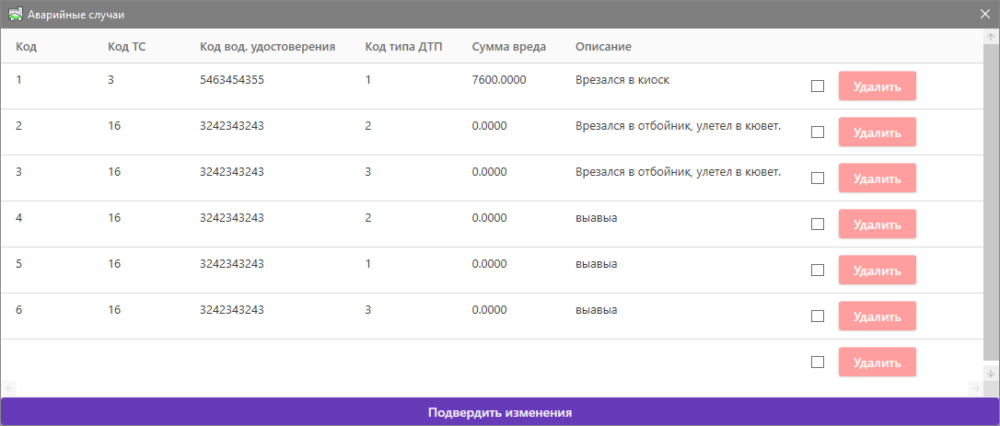 Аварийные случаи
Код Код ТС Код вод. удостоверения Код типа ДТП Сумма вреда Описание
1 3 5463454355 1 7600.0000 Врезался в киоск Удалить
2 16 3242343243 2 0.0000 Врезался в отбойник, улетел в кювет. Удалить
3 16 3242343243 3 0.0000 Врезался в отбойник, улетел в кювет. Удалить
4 16 3242343243 2 0.0000 выавыа Удалить
5 16 3242343243 1 0.0000 выавыа Удалить
6 16 3242343243 3 0.0000 выавыа Удалить
Удалить
Подвердить изменения